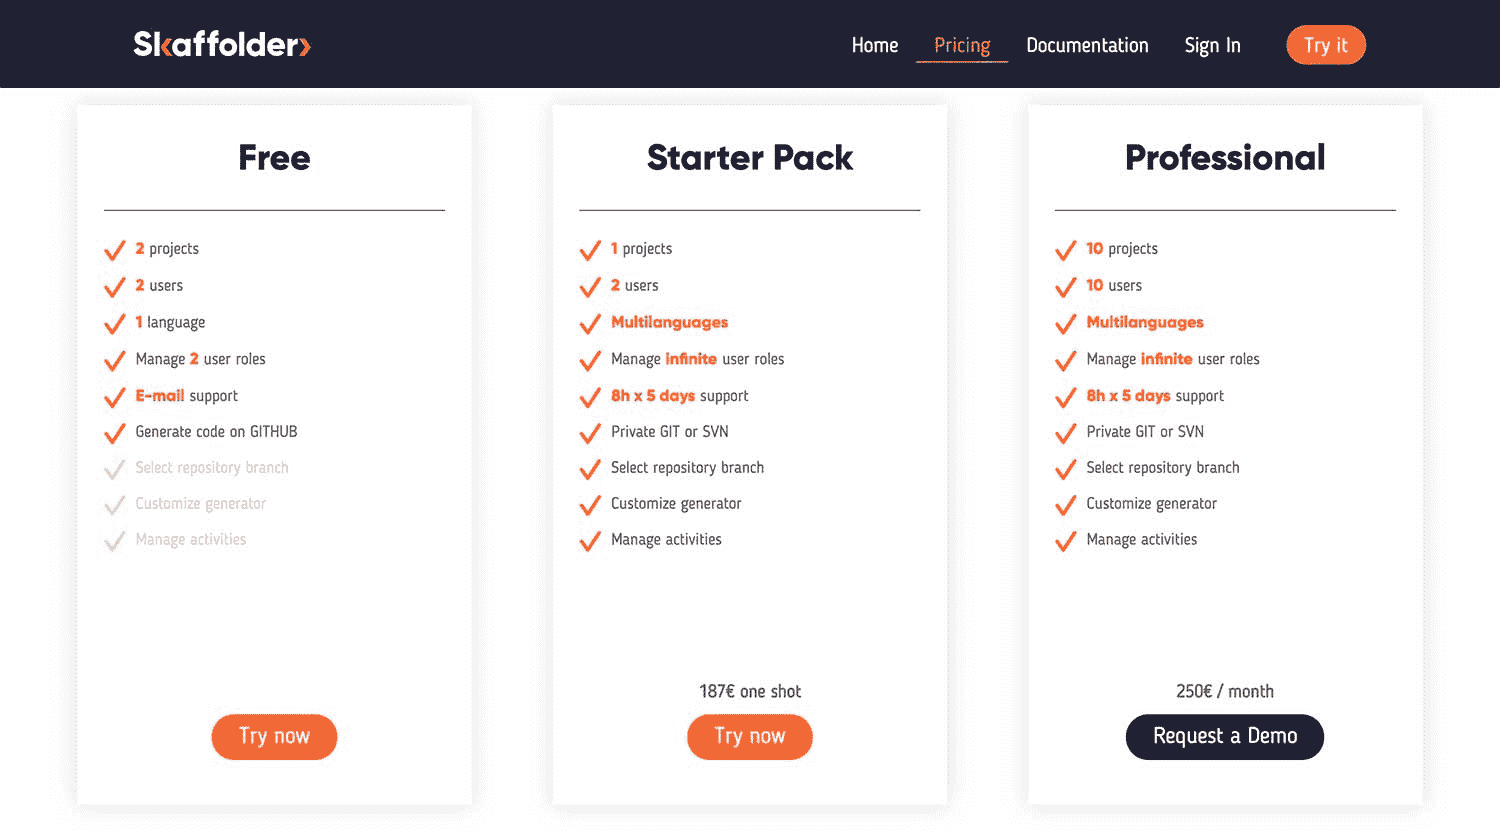 Skaffolder
Home Pricing Documentation Sign In Try it
Free
2 projects
2 users
1 language
Manage 2 user roles
E-mail support
Generate code on GITHUB
Select repository branch
Customize generator
Manage activities
Try now
Starter Pack
1 projects
2 users
Multilanguages
Manage infinite user roles
8h x 5 days support
Private GIT or SVN
Select repository branch
Customize generator
Manage activities
187€ one shot
Try now
Professional
10 projects
10 users
Multilanguages
Manage infinite user roles
8h x 5 days support
Private GIT or SVN
Select repository branch
Customize generator
Manage activities
250€ / month
Request a Demo